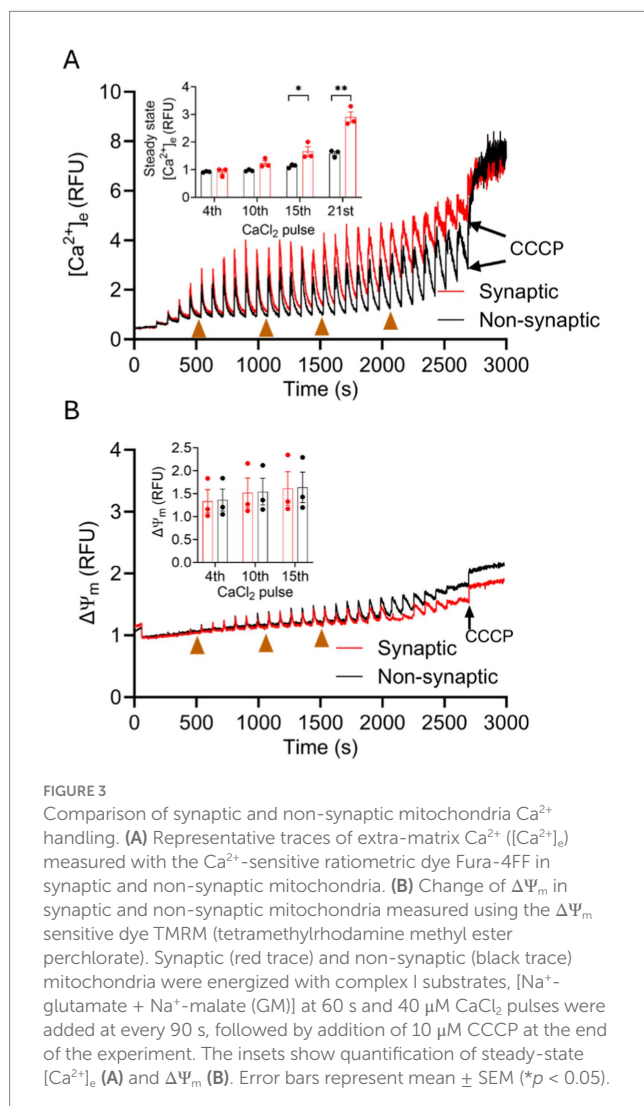 A
10
8
6
4
2
0
[Ca²⁺]ₑ (RFU)
Steady state
[Ca²⁺]ₑ (RFU)
4
3
2
1
0
* **
4th 10th 15th 21st
CaCl₂ pulse
CCCP
Synaptic
Non-synaptic
0 500 1000 1500 2000 2500 3000
Time (s)
B
4
3
2
1
0
ΔΨₘ (RFU)
ΔΨₘ (RFU)
2.5
2.0
1.5
1.0
0.5
0.0
4th 10th 15th
CaCl₂ pulse
CCCP
Synaptic
Non-synaptic
0 500 1000 1500 2000 2500 3000
Time (s)
FIGURE 3
Comparison of synaptic and non-synaptic mitochondria Ca²⁺
handling. (A) Representative traces of extra-matrix Ca²⁺ ([Ca²⁺]ₑ)
measured with the Ca²⁺-sensitive ratiometric dye Fura-4FF in
synaptic and non-synaptic mitochondria. (B) Change of ΔΨₘ in
synaptic and non-synaptic mitochondria measured using the ΔΨₘ
sensitive dye TMRM (tetramethylrhodamine methyl ester
perchlorate). Synaptic (red trace) and non-synaptic (black trace)
mitochondria were energized with complex I substrates, [Na⁺-
glutamate + Na⁺-malate (GM)] at 60 s and 40 μM CaCl₂ pulses were
added at every 90 s, followed by addition of 10 μM CCCP at the end
of the experiment. The insets show quantification of steady-state
[Ca²⁺]ₑ (A) and ΔΨₘ (B). Error bars represent mean ± SEM (*p < 0.05).